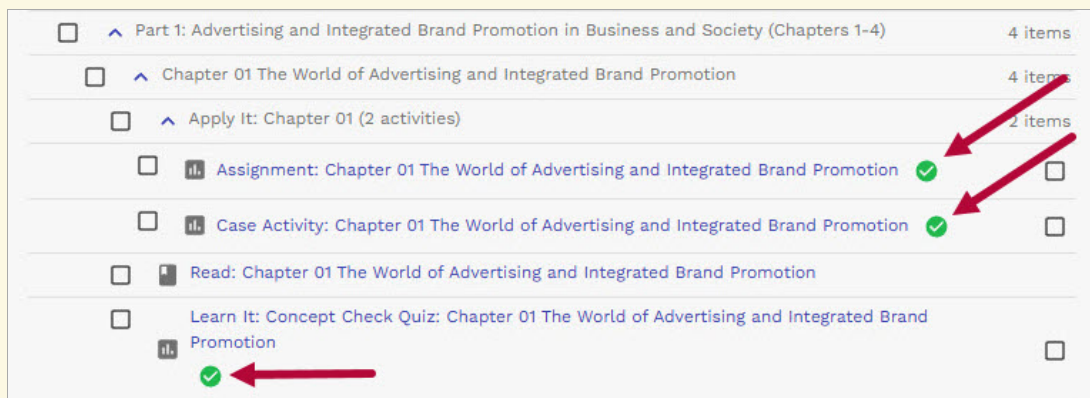 Part 1: Advertising and Integrated Brand Promotion in Business and Society (Chapters 1-4) 4 items
Chapter 01 The World of Advertising and Integrated Brand Promotion 4 items
Apply It: Chapter 01 (2 activities) 2 items
Assignment: Chapter 01 The World of Advertising and Integrated Brand Promotion
Case Activity: Chapter 01 The World of Advertising and Integrated Brand Promotion
Read: Chapter 01 The World of Advertising and Integrated Brand Promotion
Learn It: Concept Check Quiz: Chapter 01 The World of Advertising and Integrated Brand
Promotion